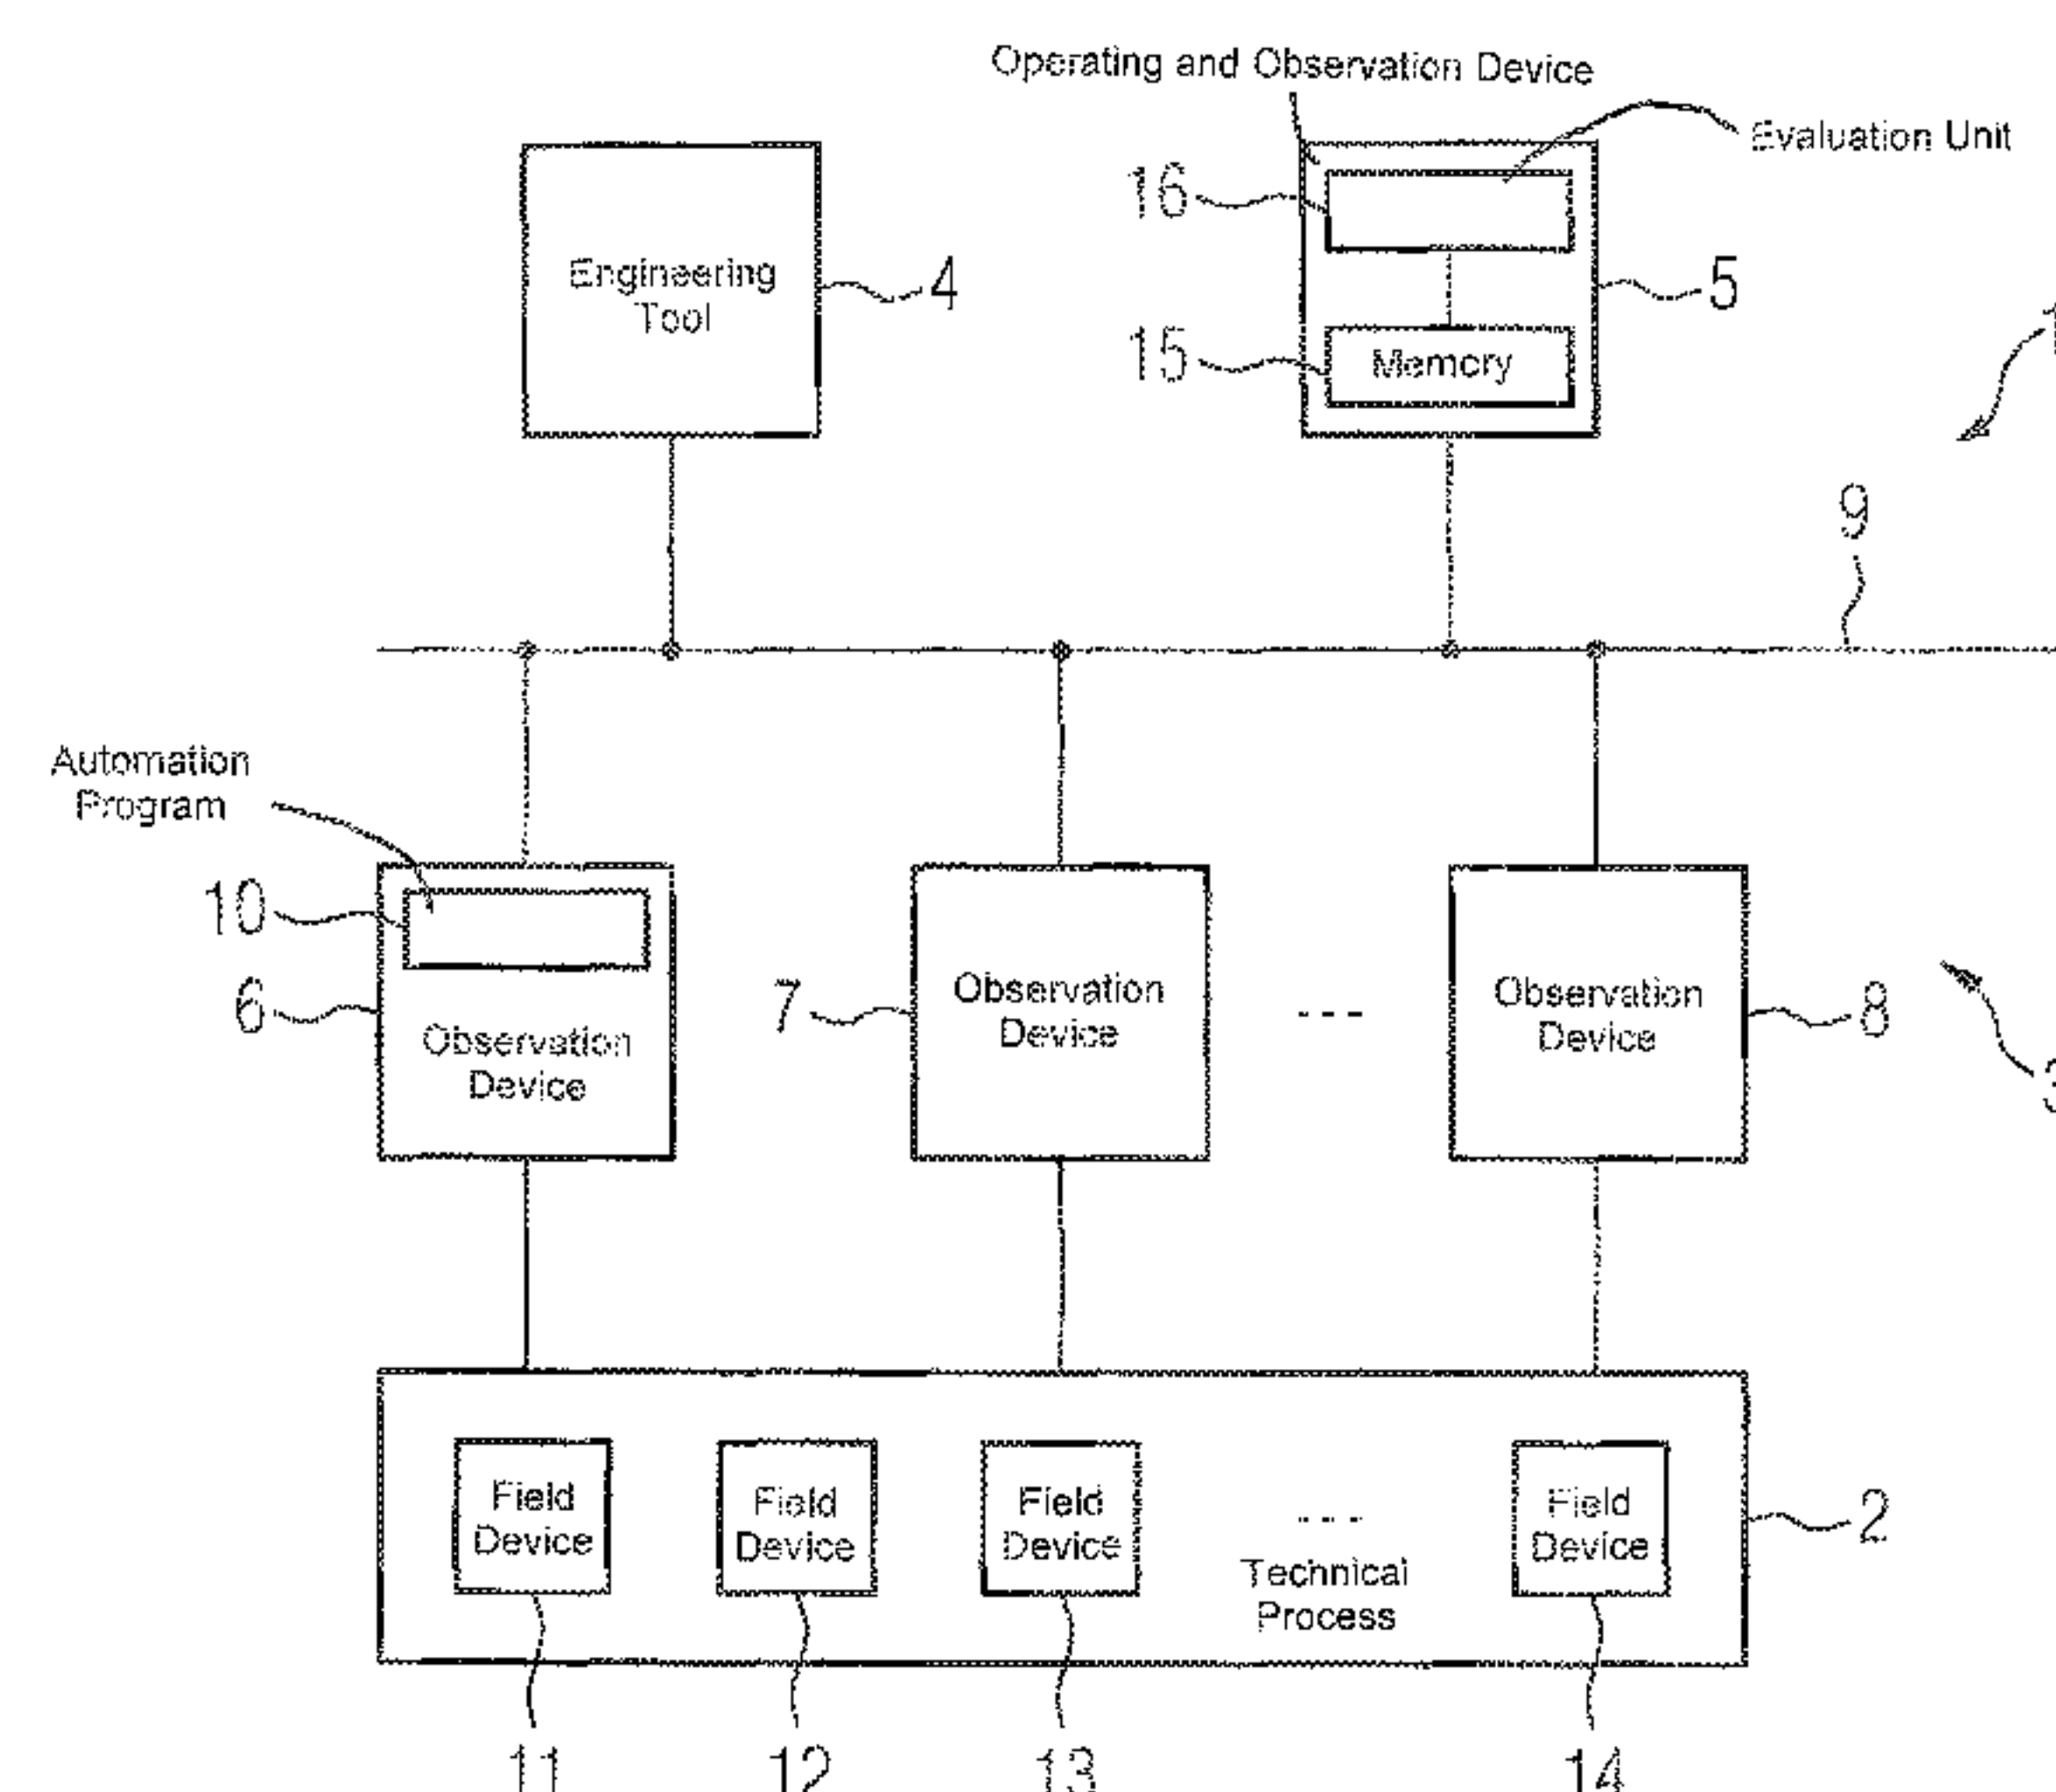 Operating and Observation Device
Evaluation Unit
16
Engineering
Tool
4
5
1
15
Memory
9
Automation
Program
10
6
Observation
Device
7
Observation
Device
Observation
Device
8
3
Field
Device
Field
Device
Field
Device
Field
Device
2
Technical
Process
11
12
13
14